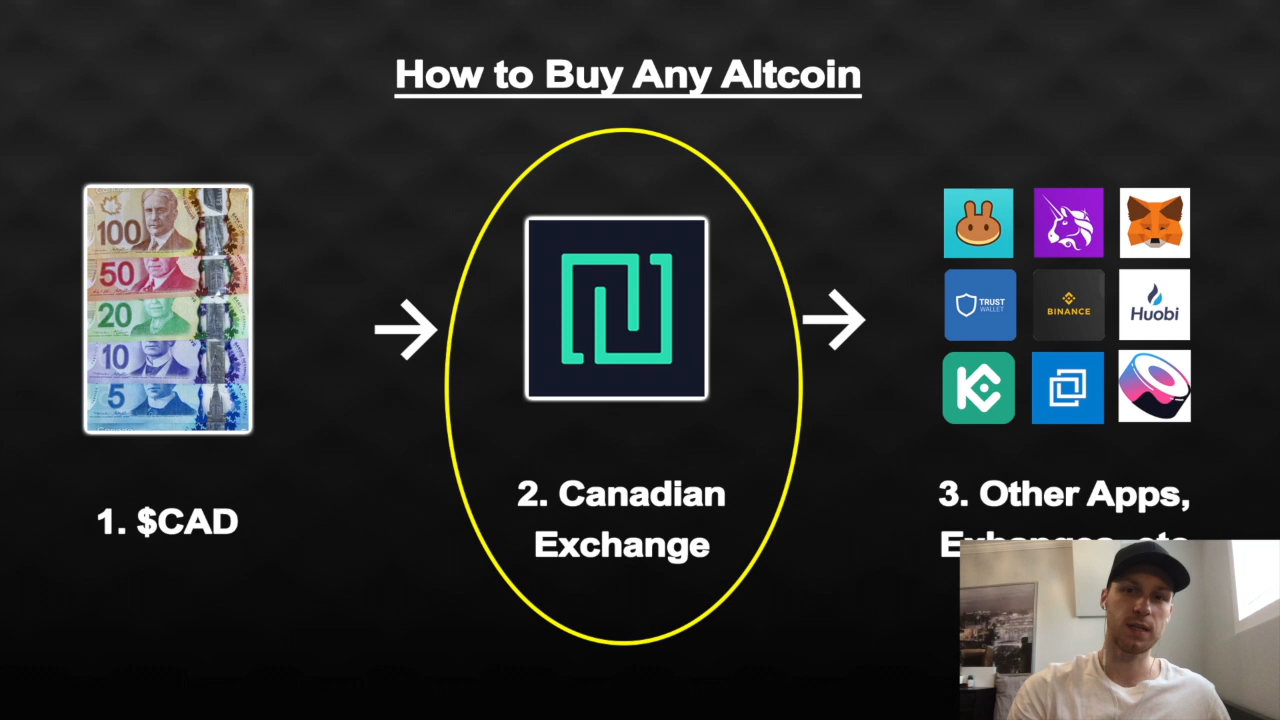 How to Buy Any Altcoin
100
50
20
10
5
TRUST
WALLET
BINANCE
Huobi
1. $CAD
2. Canadian
Exchange
3. Other Apps,